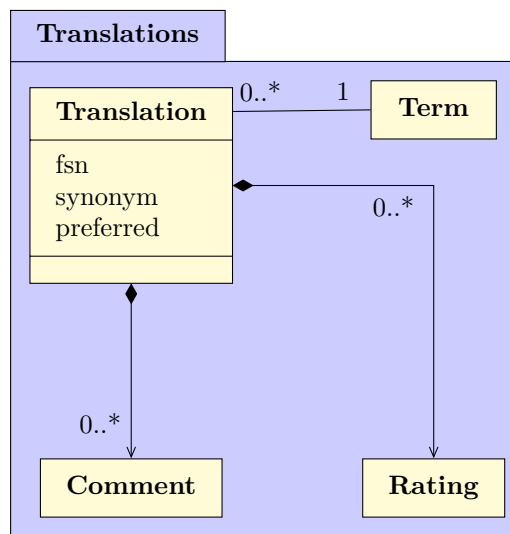 Translations
0..*
1
Translation
Term
fsn
synonym
preferred
0..*
0..*
Comment
Rating